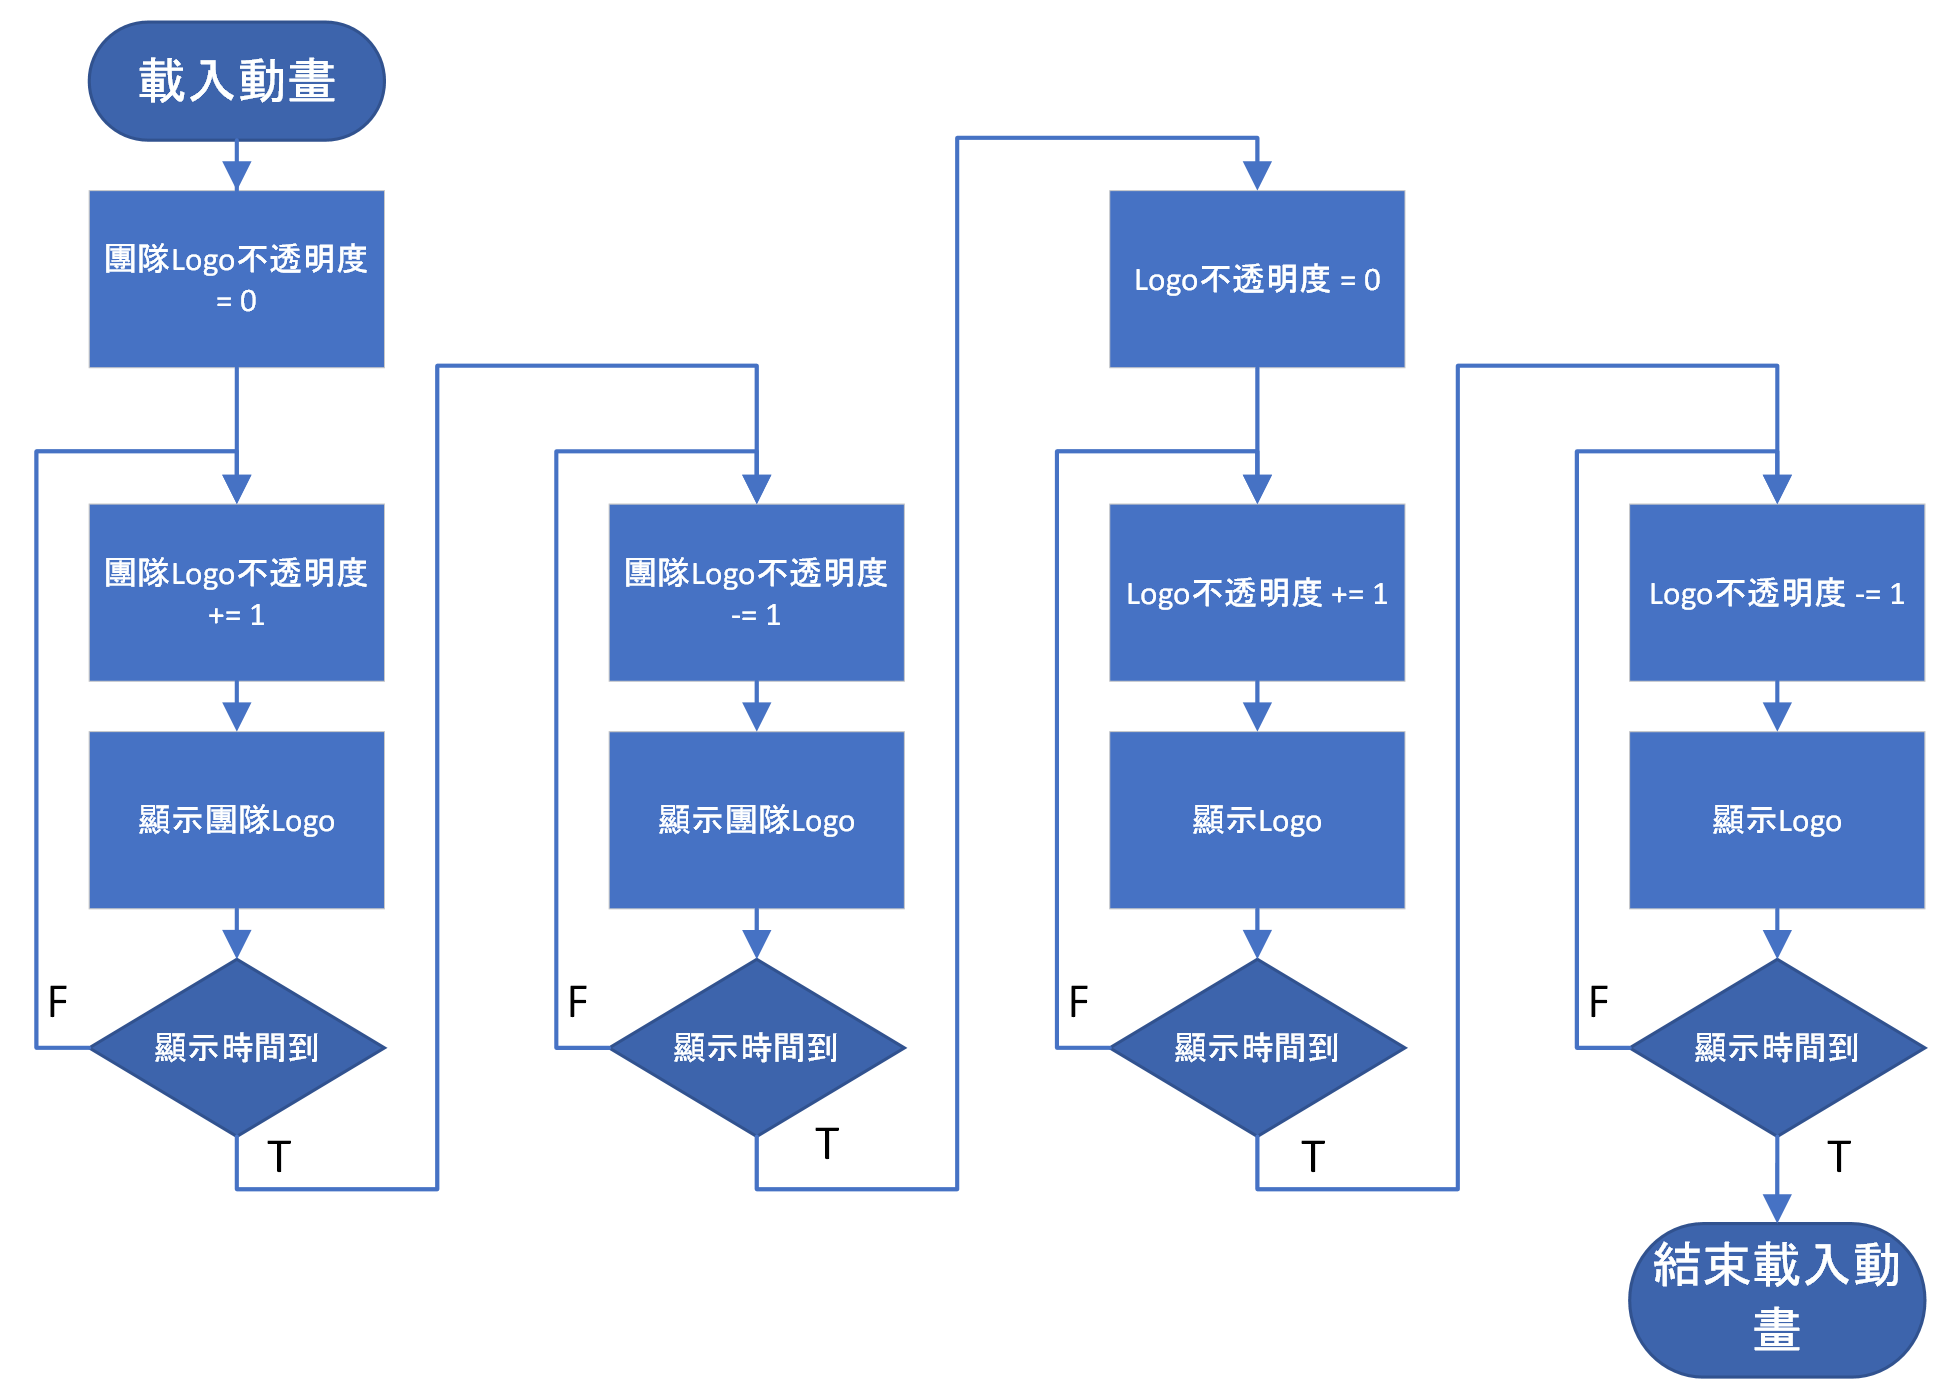 載入動畫
團隊Logo不透明度
= 0
團隊Logo不透明度
+= 1
顯示團隊Logo
顯示時間到
F
T
團隊Logo不透明度
-= 1
顯示團隊Logo
顯示時間到
F
T
Logo不透明度 = 0
Logo不透明度 += 1
顯示Logo
顯示時間到
F
T
Logo不透明度 -= 1
顯示Logo
顯示時間到
F
T
結束載入動
畫